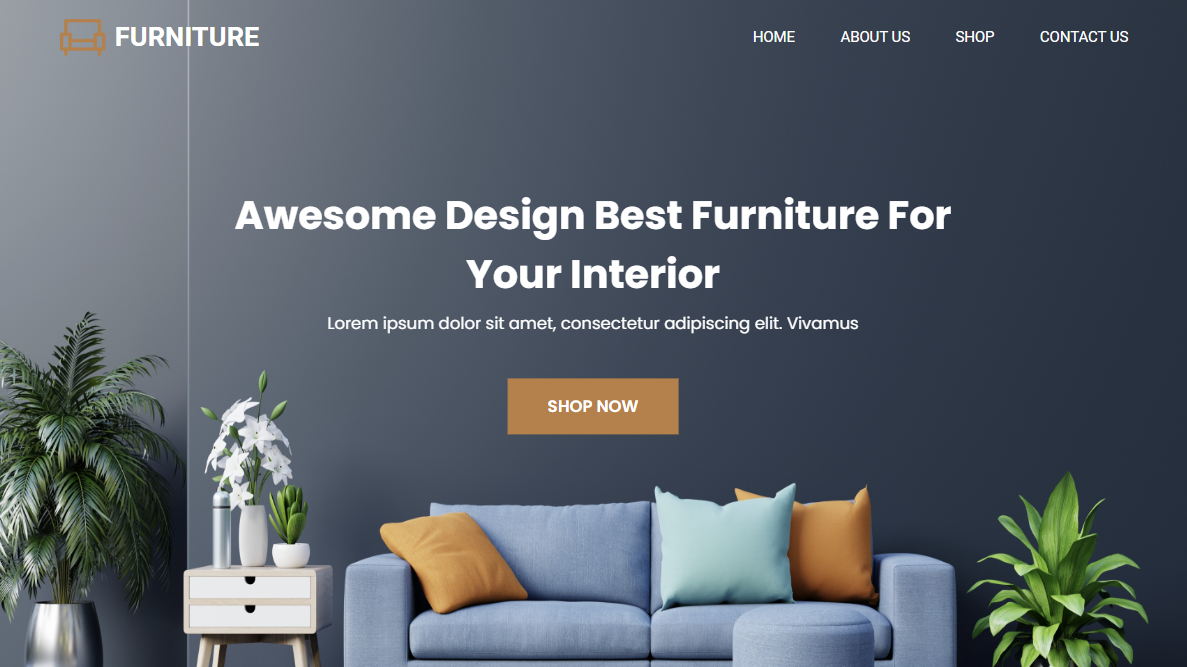 FURNITURE
HOME
ABOUT US
SHOP
CONTACT US
Awesome Design Best Furniture For
Your Interior
Lorem ipsum dolor sit amet, consectetur adipiscing elit. Vivamus
SHOP NOW